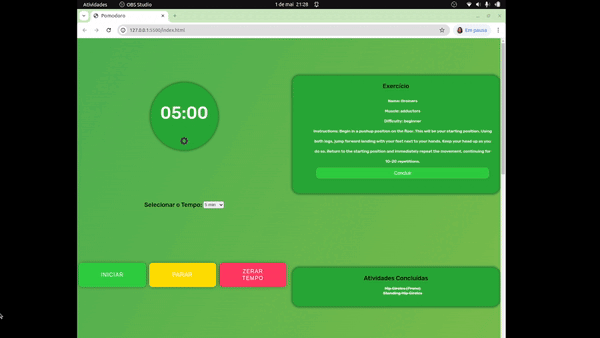 Atividades
OBS Studio
1 de mai 21:28
Pomodoro
127.0.0.1:5500/index.html
Em pausa
05:00
Selecionar o Tempo: 5 min
INICIAR
PARAR
ZERAR
TEMPO
Exercício
Name: Groiners
Muscle: adductors
Difficulty: beginner
Instructions: Begin in a pushup position on the floor. This will be your starting position. Using
both legs, jump forward landing with your feet next to your hands. Keep your head up as you
do so. Return to the starting position and immediately repeat the movement, continuing for
10-20 repetitions.
Concluir
Atividades Concluídas
Hip Circles (Prone)
Standing Hip Circles